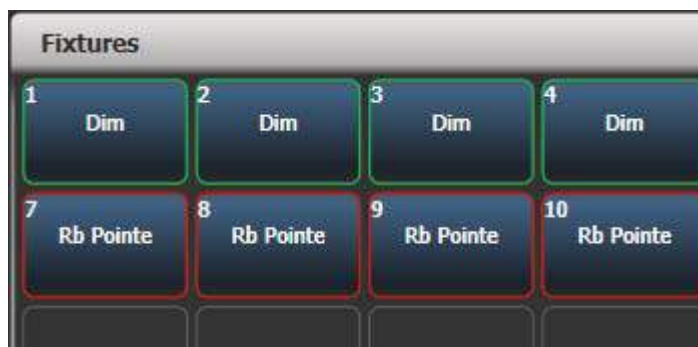 Fixtures
1 2 3 4
Dim Dim Dim Dim
7 8 9 10
Rb Pointe Rb Pointe Rb Pointe Rb Pointe